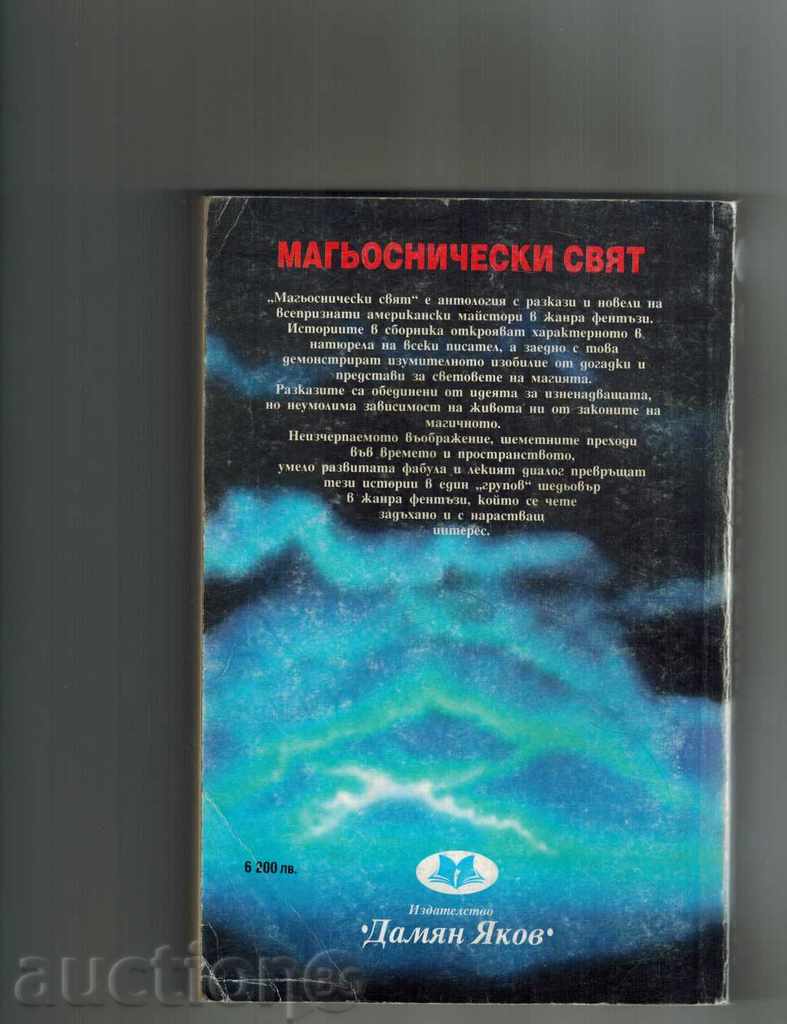 МАГЬОСНИЧЕСКИ СВЯТ
„Магьоснически свят“ е антология с разкази и новели на
всепризнати американски майстори в жанра фентъзи.
Историите в сборника открояват характерното в
натюрела на всеки писател, а заедно с това
демонстрират изумителното изобилие от догадки и
представи за световете на магията.
Разказите са обединени от идеята за изненадващата,
но неумолима зависимост на живота ни от законите на
магичното.
Неизчерпаемото въображение, шеметните преходи
във времето и пространството,
умело развитата фабула и лекият диалог превръщат
тези истории в един „групов“ шедьовър
в жанра фентъзи, който се чете
задъхано и с нарастващ
интерес.
6 200 лв.
Издателство
•Дамян Яков•
auctions